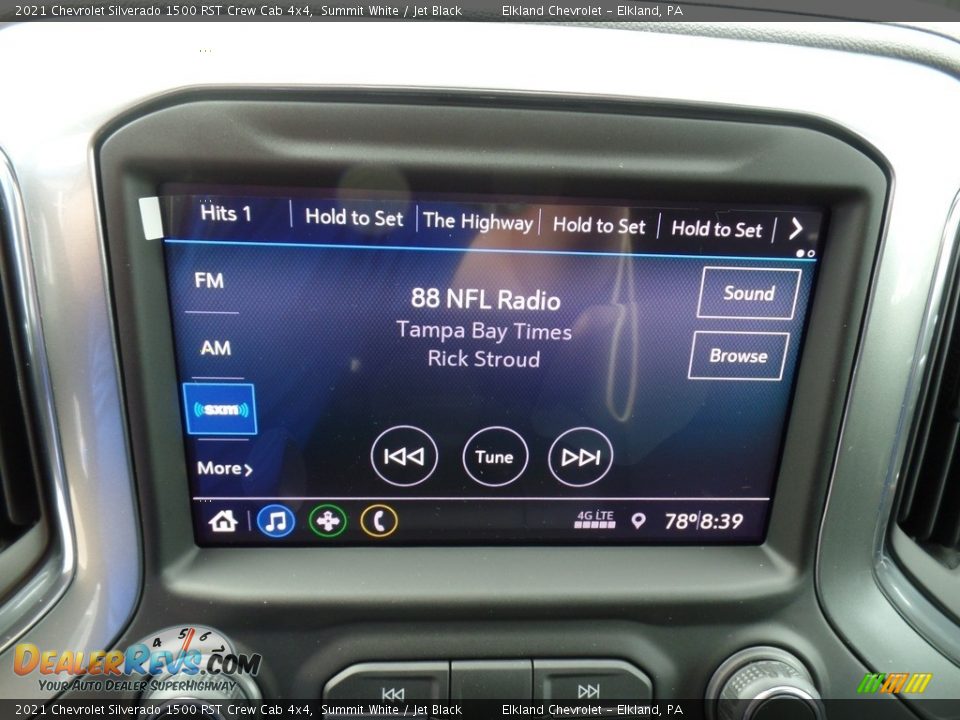 2021 Chevrolet Silverado 1500 RST Crew Cab 4x4, Summit White / Jet Black Elkland Chevrolet - Elkland, PA
Hits 1 Hold to Set The Highway Hold to Set Hold to Set
FM
88 NFL Radio
Sound
Tampa Bay Times
AM
Rick Stroud
Browse
sxm
Tune
More
4G LTE
78° 8:39
4 5 6
DealerRevs.com
Your Auto Dealer SuperHighway
2021 Chevrolet Silverado 1500 RST Crew Cab 4x4, Summit White / Jet Black Elkland Chevrolet - Elkland, PA